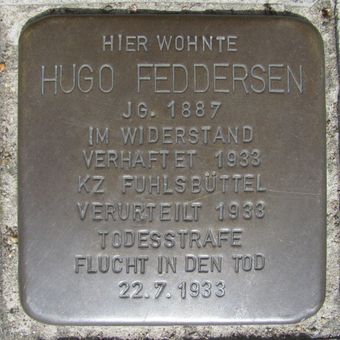 HIER WOHNTE
HUGO FEDDERSEN
JG. 1887
IM WIDERSTAND
VERHAFTET 1933
KZ FUHLSBÜTTEL
VERURTEILT 1933
TODESSTRAFE
FLUCHT IN DEN TOD
22.7.1933